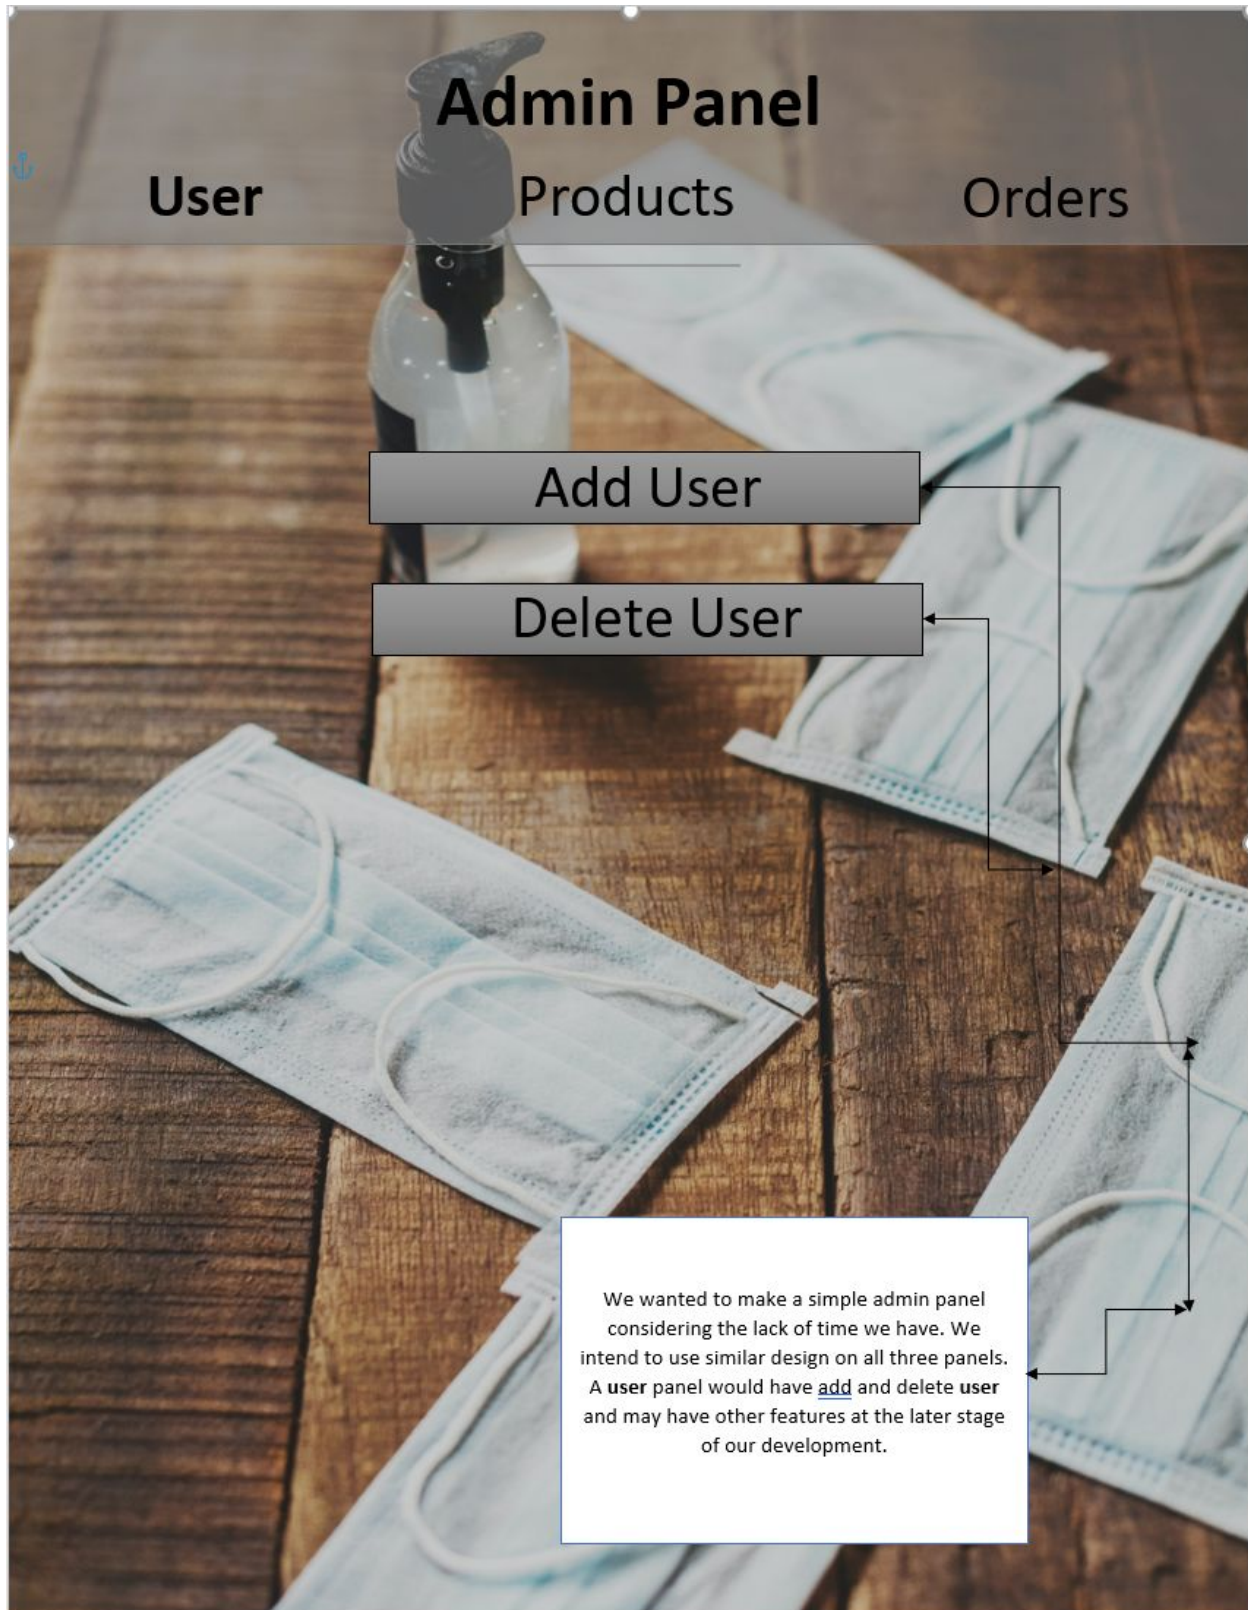 Admin Panel
User Products Orders
Add User
Delete User
We wanted to make a simple admin panel
considering the lack of time we have. We
intend to use similar design on all three panels.
A user panel would have add and delete user
and may have other features at the later stage
of our development.